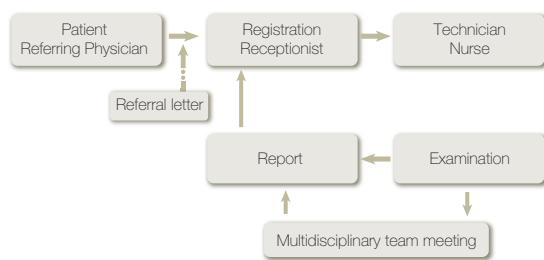 Patient
Referring Physician
Registration
Receptionist
Technician
Nurse
Referral letter
Report
Examination
Multidisciplinary team meeting